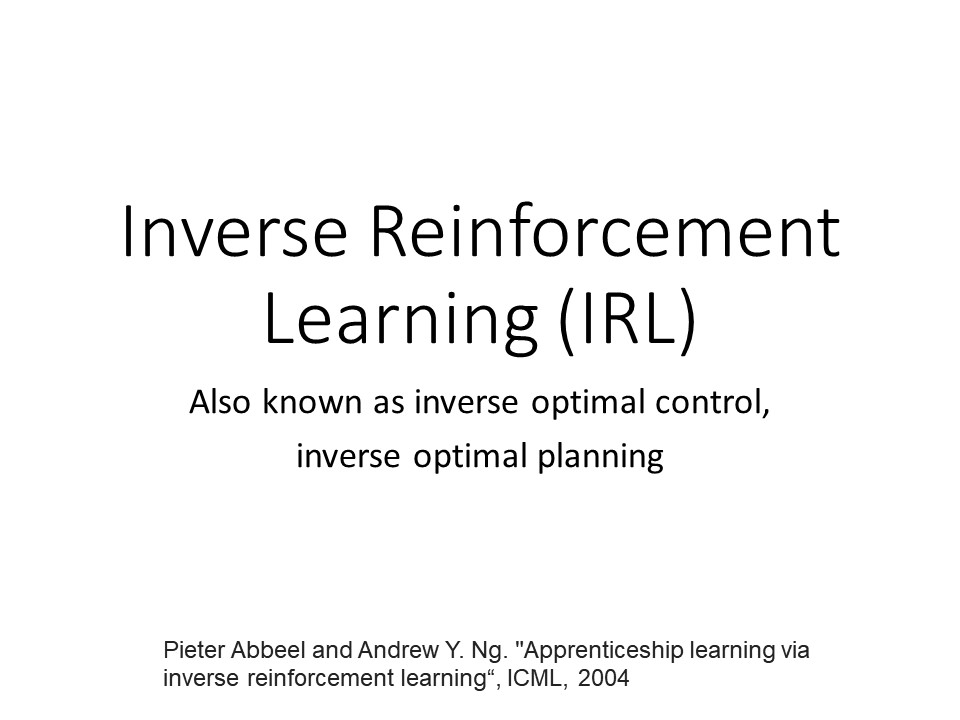 Inverse Reinforcement
Learning (IRL)
Also known as inverse optimal control,
inverse optimal planning
Pieter Abbeel and Andrew Y. Ng. "Apprenticeship learning via
inverse reinforcement learning“, ICML, 2004